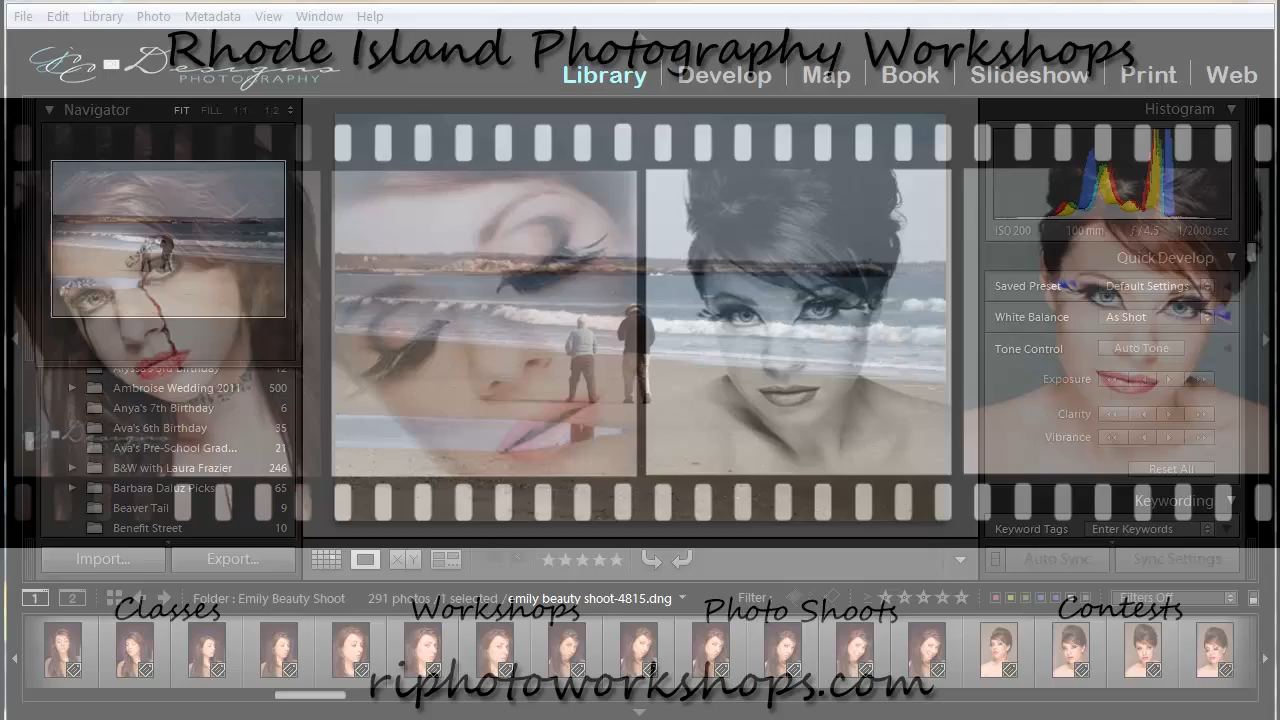 File Edit Library Photo Metadata View Window Help
Rhode Island Photography Workshops
PHOTOGRAPHY
Library Develop Map Book Slideshow Print Web
Navigator FIT FILL 1:1 1:2
Histogram
ISO 200 100 mm ƒ / 4.5 1/2000 sec
Quick Develop
Saved Preset Default Settings
White Balance As Shot
Tone Control Auto Tone
Exposure
Clarity
Vibrance
Reset All
Keywording
Keyword Tags Enter Keywords
Alyssa's 3rd Birthday 12
Ambroise Wedding 2011 500
Anya's 7th Birthday 6
Ava's 6th Birthday 35
Ava's Pre-School Grad... 21
B&W with Laura Frazier 246
Barbara Daluz Picks 65
Beaver Tail 9
Benefit Street 10
Import... Export...
X Y
Auto Sync Sync Settings
1 2 Folder : Emily Beauty Shoot 291 photos / 1 selected / emily beauty shoot-4815.dng Filter : Filters Off
Classes Workshops Photo Shoots Contests
riphotoworkshops.com